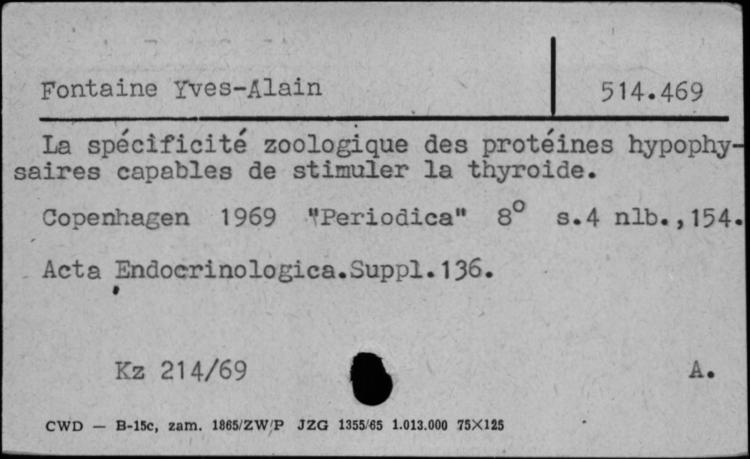 Fontaine Yves-Alain 514.469
La spécificité zoologique des protéines hypophy-
saires capables de stimuler la thyroide.
Copenhagen 1969 "Periodica" 8° s.4 nlb.,154.
Acta Endocrinologica.Suppl.136.
Kz 214/69 A.
CWD — B-15c, zam. 1865/ZW/P JZG 1355/65 1.013.000 75×125